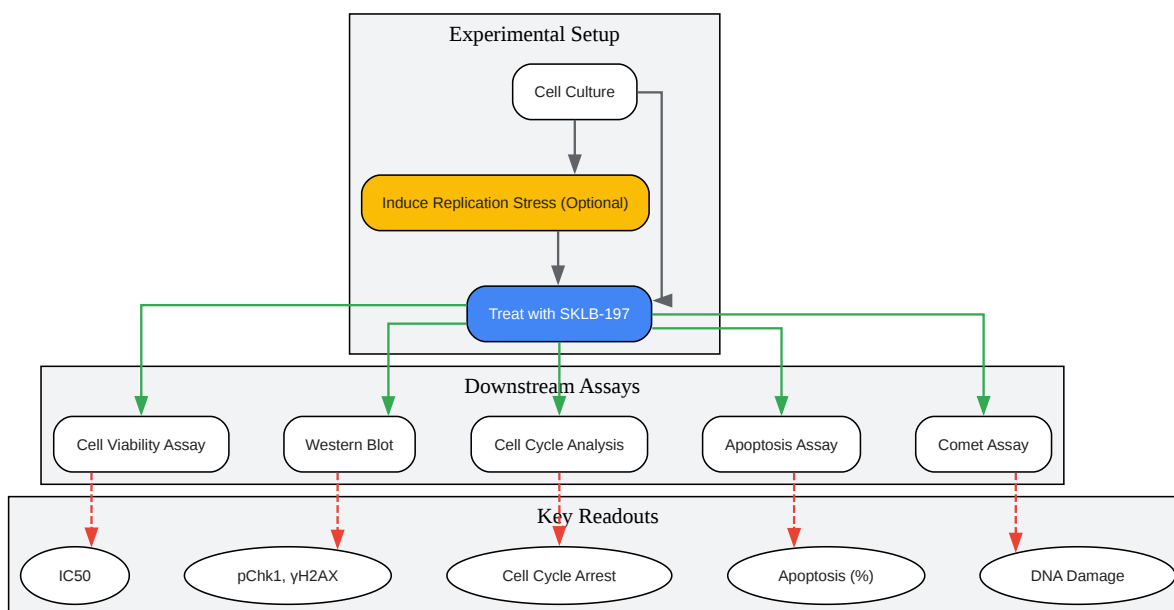 Experimental Setup
Cell Culture
Induce Replication Stress (Optional)
Treat with SKLB-197
Downstream Assays
Cell Viability Assay
Western Blot
Cell Cycle Analysis
Apoptosis Assay
Comet Assay
Key Readouts
IC50
pChk1, γH2AX
Cell Cycle Arrest
Apoptosis (%)
DNA Damage